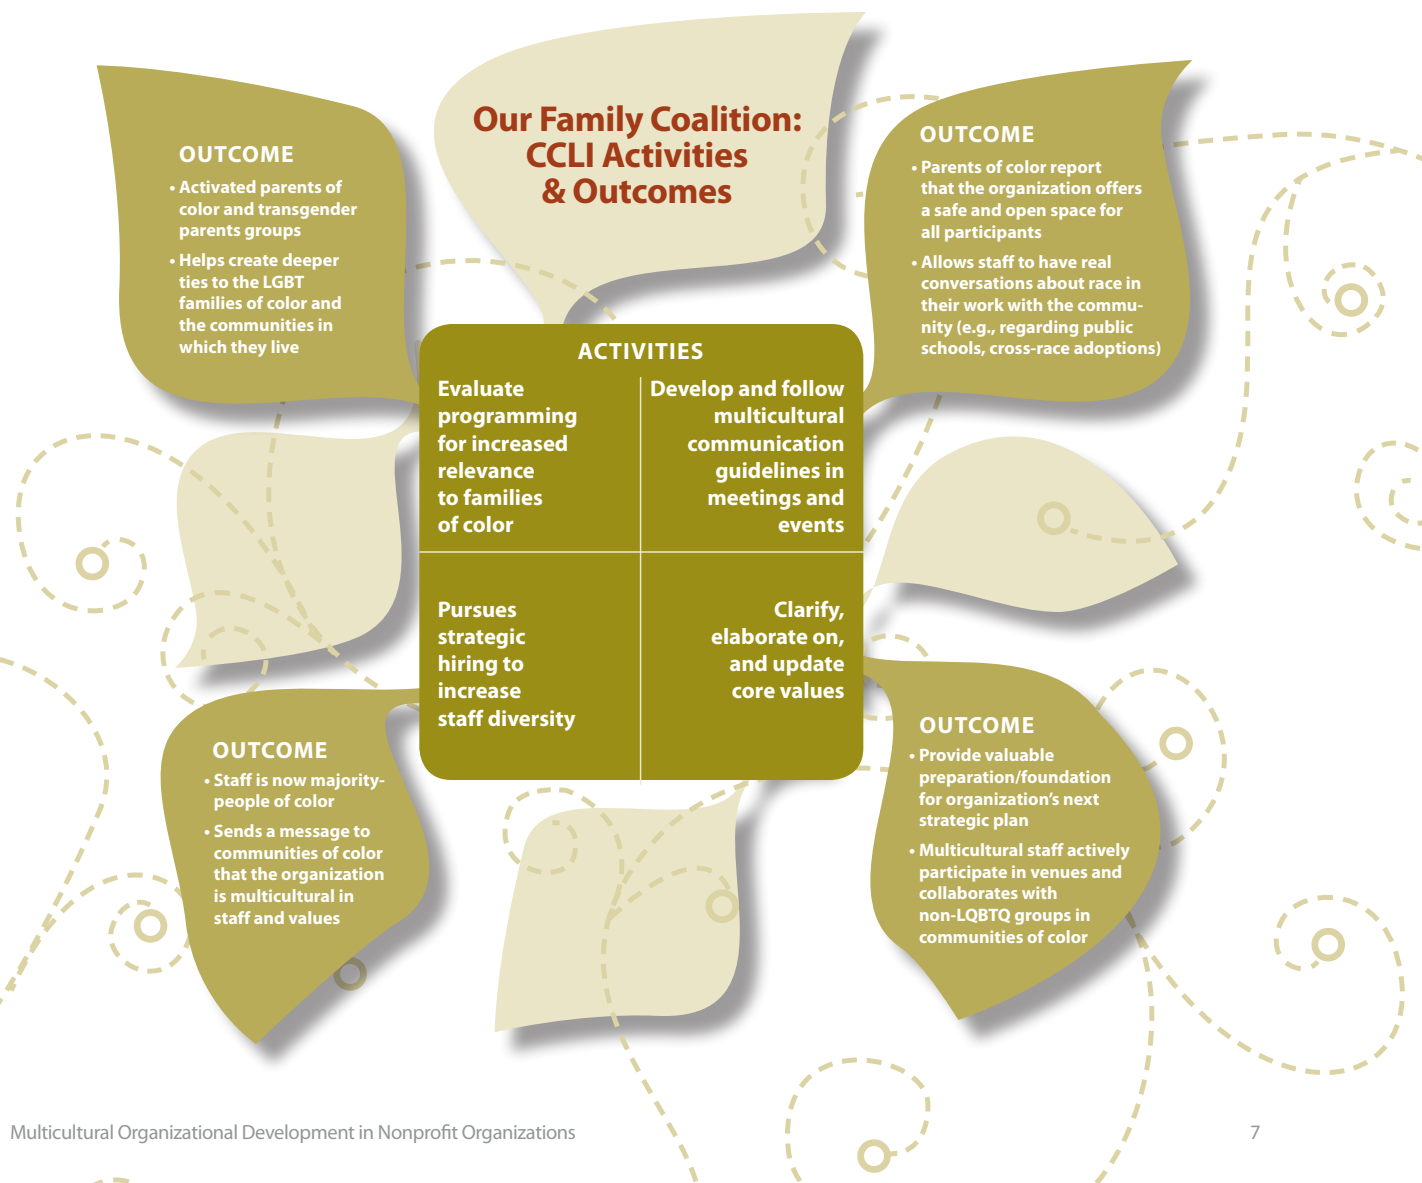 Our Family Coalition:
CCLI Activities
& Outcomes
OUTCOME
• Activated parents of
color and transgender
parents groups
• Helps create deeper
ties to the LGBT
families of color and
the communities in
which they live
OUTCOME
• Parents of color report
that the organization offers
a safe and open space for
all participants
• Allows staff to have real
conversations about race in
their work with the commu-
nity (e.g., regarding public
schools, cross-race adoptions)
ACTIVITIES
Evaluate
programming
for increased
relevance
to families
of color
Develop and follow
multicultural
communication
guidelines in
meetings and
events
Pursues
strategic
hiring to
increase
staff diversity
Clarify,
elaborate on,
and update
core values
OUTCOME
• Staff is now majority-
people of color
• Sends a message to
communities of color
that the organization
is multicultural in
staff and values
OUTCOME
• Provide valuable
preparation/foundation
for organization's next
strategic plan
• Multicultural staff actively
participate in venues and
collaborates with
non-LQBTQ groups in
communities of color
Multicultural Organizational Development in Nonprofit Organizations
7